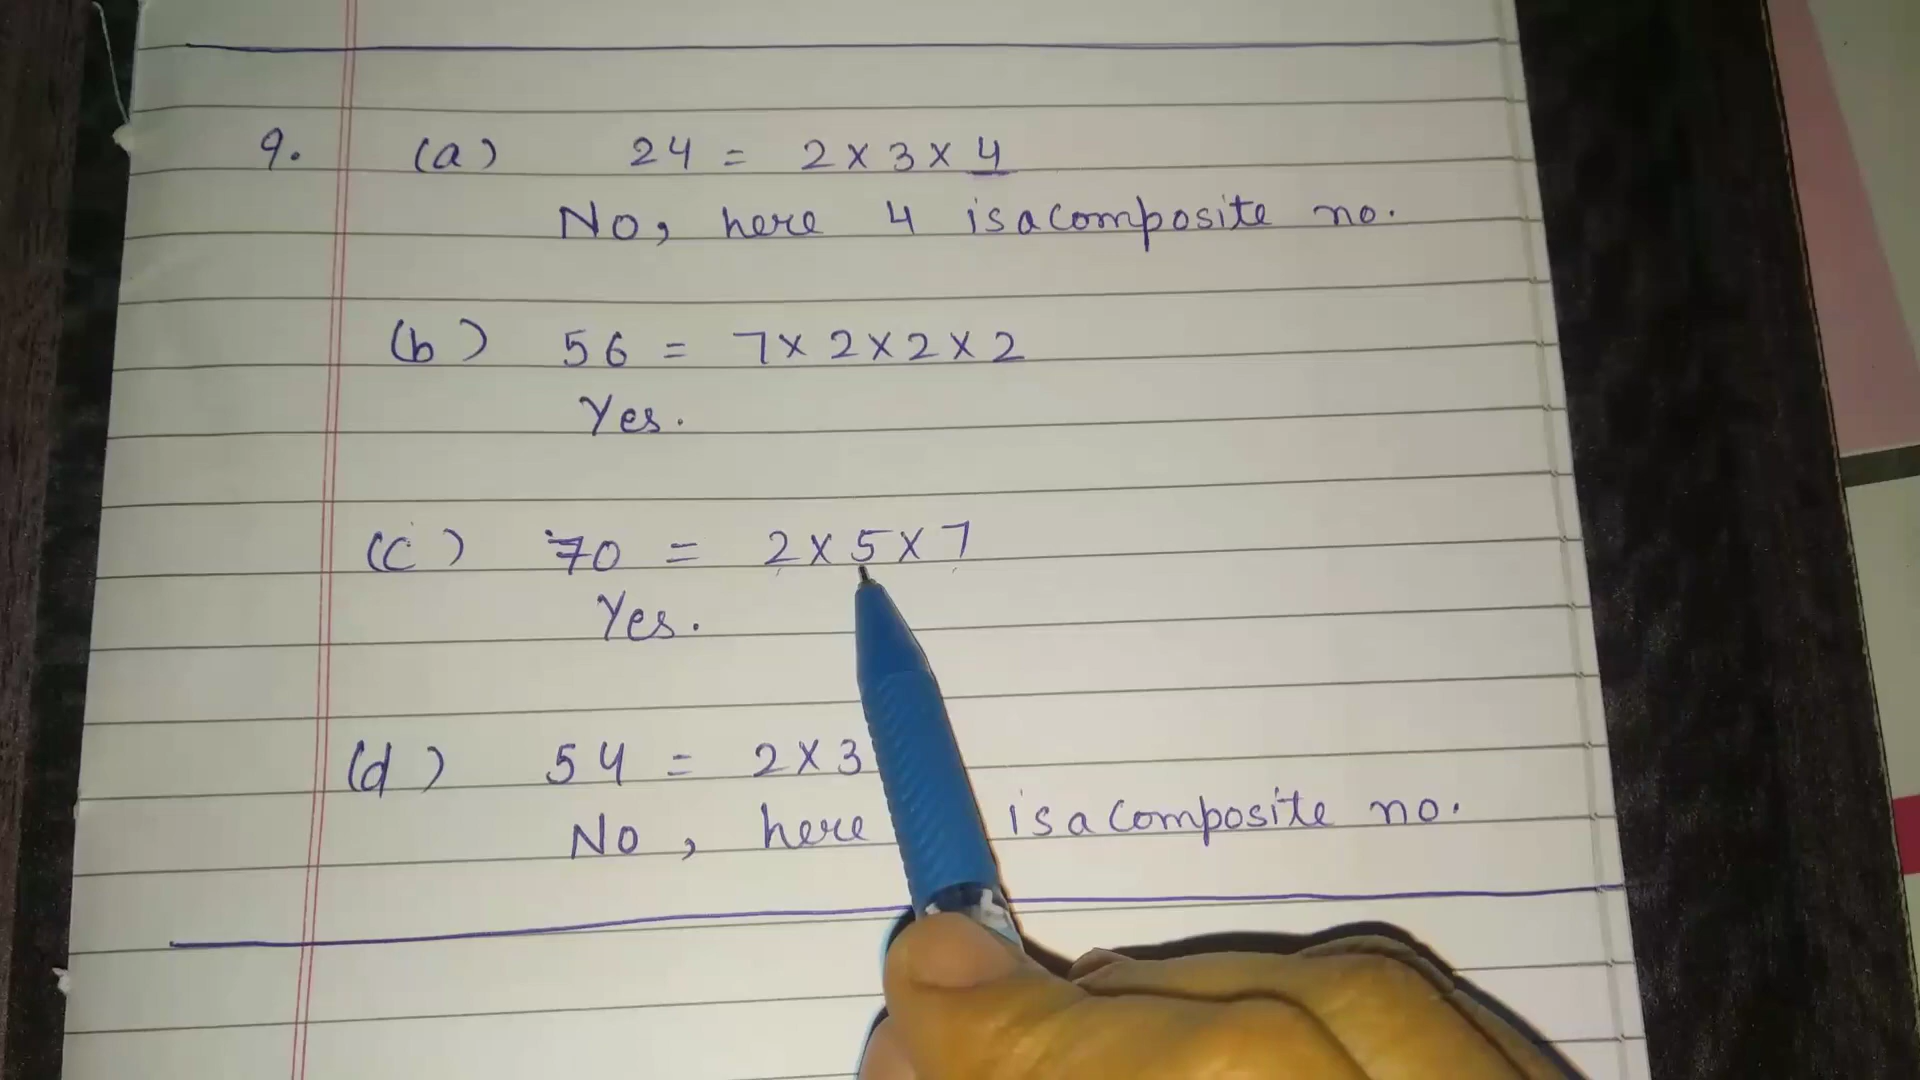 9. (a) 24 = 2 x 3 x 4
No, here 4 is a composite no.
(b) 56 = 7 x 2 x 2 x 2
Yes.
(c) 70 = 2 x 5 x 7
Yes.
(d) 54 = 2 x 3
No, here is a composite no.